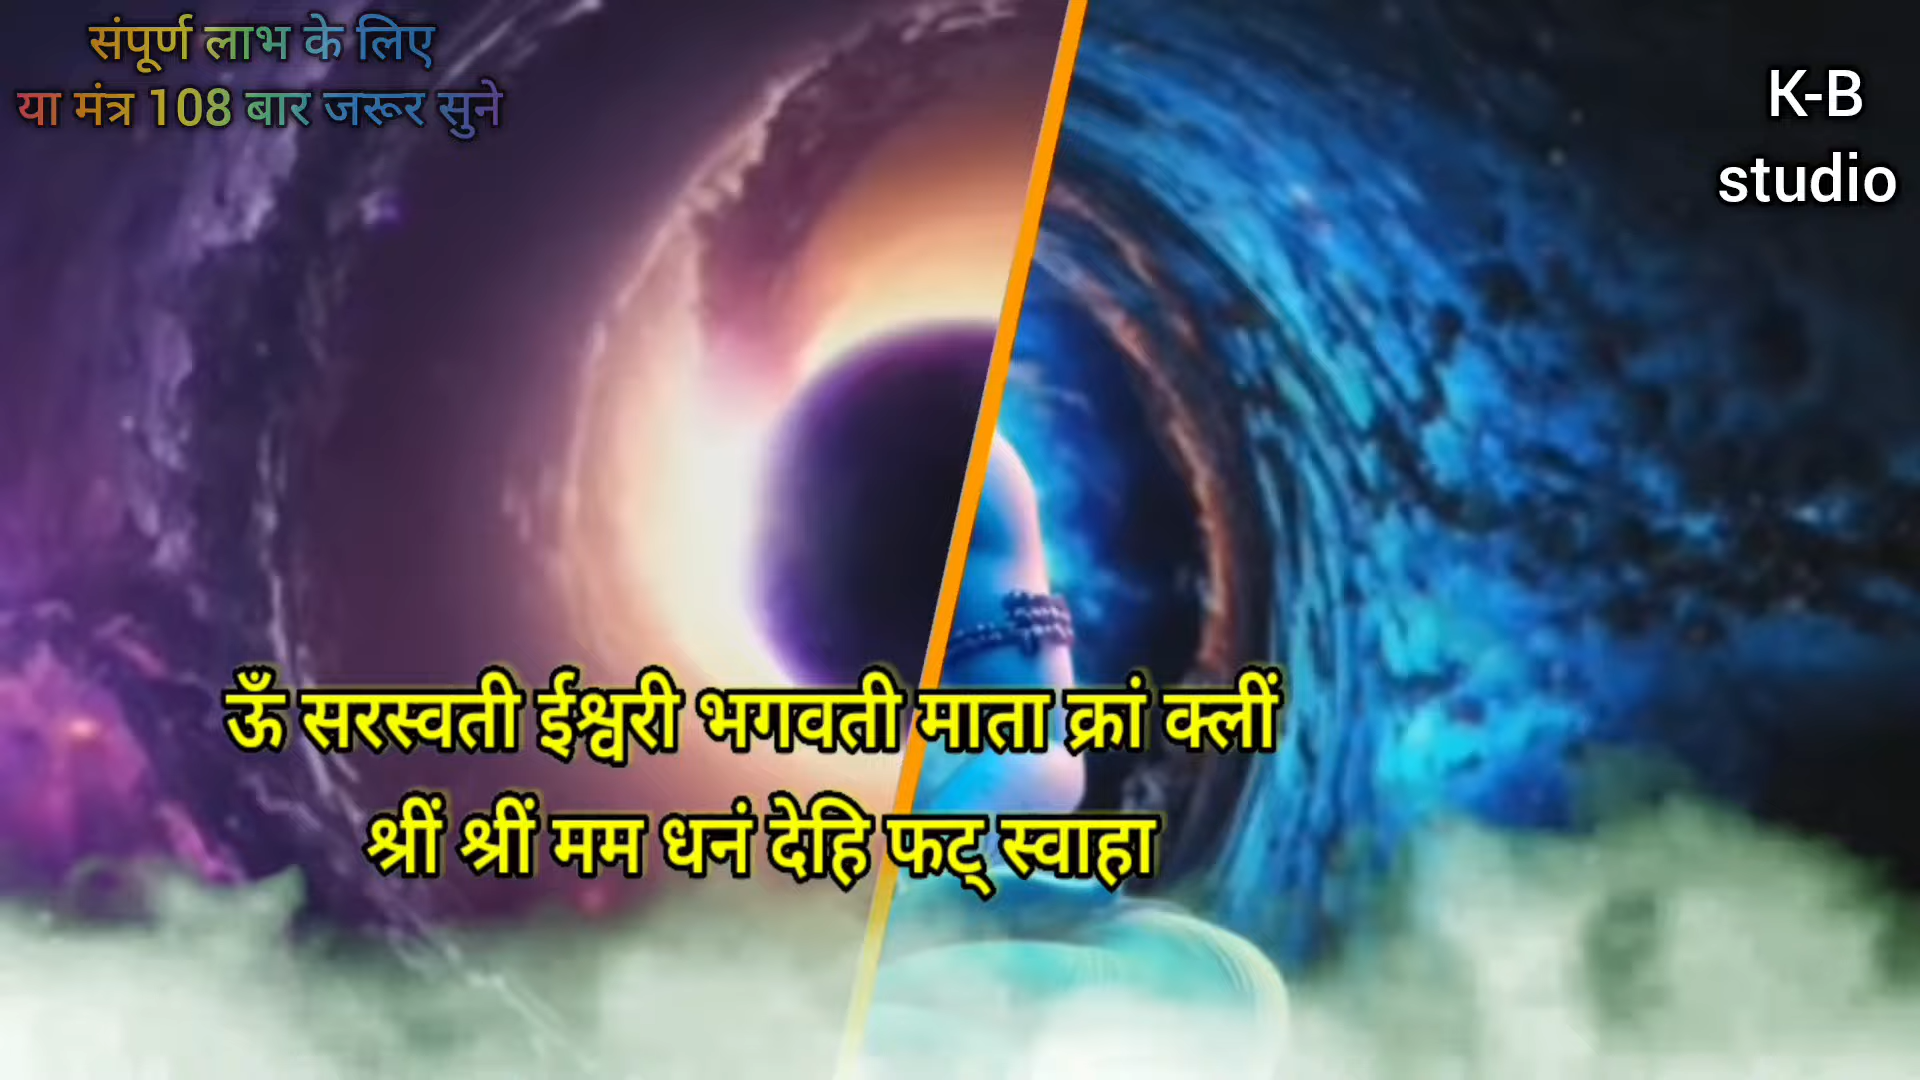 संपूर्ण लाभ के लिए
या मंत्र 108 बार जरूर सुने
K-B
studio
ऊँ सरस्वती ईश्वरी भगवती माता क्रां क्लीं
श्रीं श्रीं मम धनं देहि फट् स्वाहा